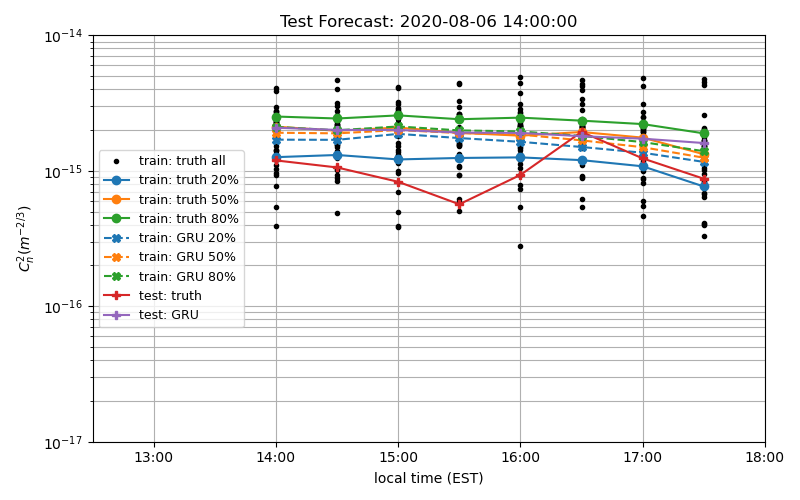 Test Forecast: 2020-08-06 14:00:00
10⁻¹⁴
10⁻¹⁵
10⁻¹⁶
10⁻¹⁷
C_n^2(m^{-2/3})
train: truth all
train: truth 20%
train: truth 50%
train: truth 80%
train: GRU 20%
train: GRU 50%
train: GRU 80%
test: truth
test: GRU
13:00 14:00 15:00 16:00 17:00 18:00
local time (EST)